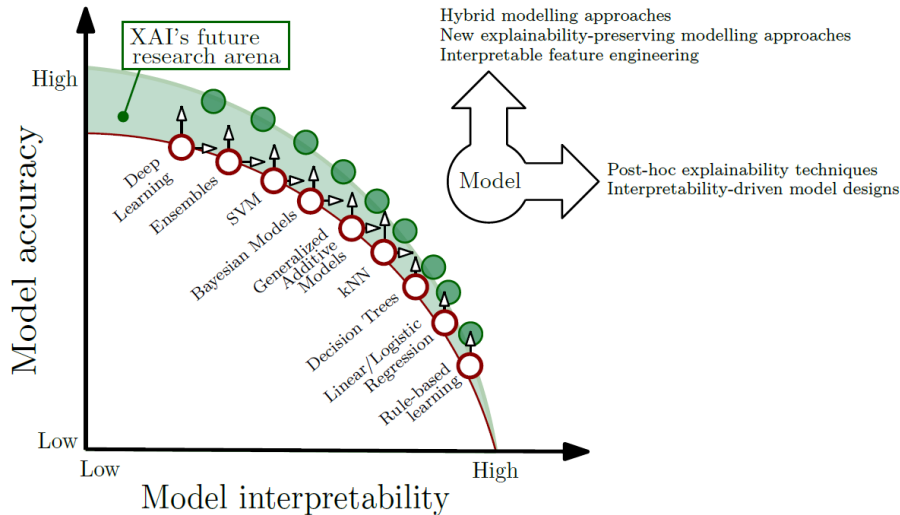 XAI's future
research arena
Hybrid modelling approaches
New explainability-preserving modelling approaches
Interpretable feature engineering
High
Model accuracy
Low
Deep
Learning
Ensembles
SVM
Bayesian Models
Generalized
Additive
Models
kNN
Decision Trees
Linear/Logistic
Regression
Rule-based
learning
Model
Post-hoc explainability techniques
Interpretability-driven model designs
Low
High
Model interpretability